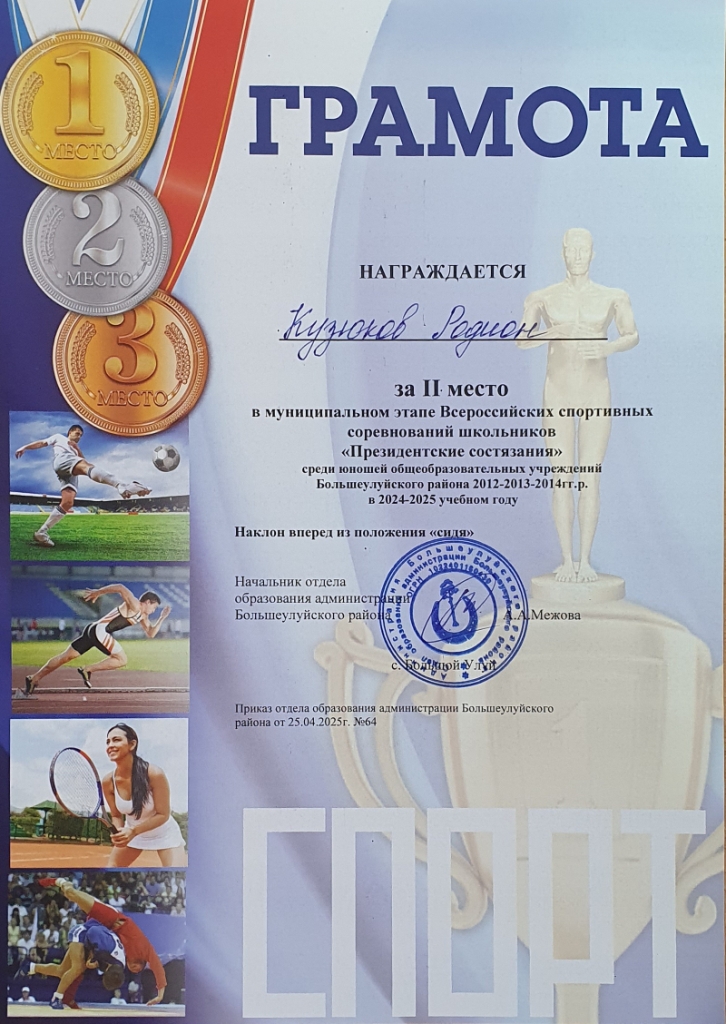 ГРАМОТА
1
МЕСТО
2
МЕСТО
3
МЕСТО
НАГРАЖДАЕТСЯ
Кузюков Родион
за II место
в муниципальном этапе Всероссийских спортивных
соревнований школьников
«Президентские состязания»
среди юношей общеобразовательных учреждений
Большеулуйского района 2012-2013-2014гг.р.
в 2024-2025 учебном году
Наклон вперед из положения «сидя»
Начальник отдела
образования администрации
Большеулуйского района А.А.Межова
с. Большой Улуй
Приказ отдела образования администрации Большеулуйского
района от 25.04.2025г. №64
СПОРТ